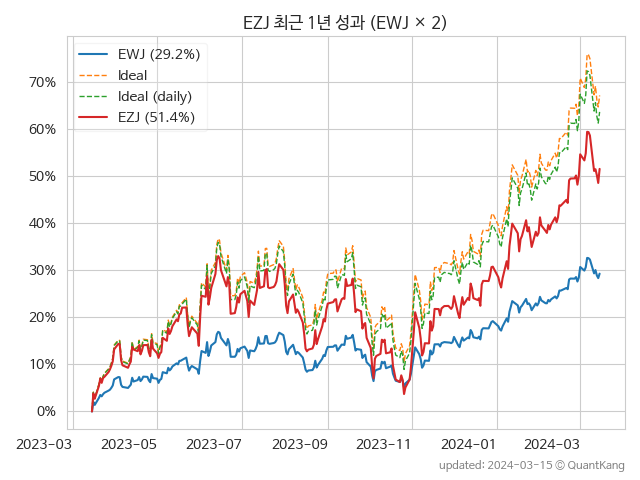 EZJ 최근 1년 성과 (EWJ × 2)
EWJ (29.2%)
Ideal
Ideal (daily)
EZJ (51.4%)
70%
60%
50%
40%
30%
20%
10%
0%
2023-03 2023-05 2023-07 2023-09 2023-11 2024-01 2024-03
updated: 2024-03-15 © QuantKang